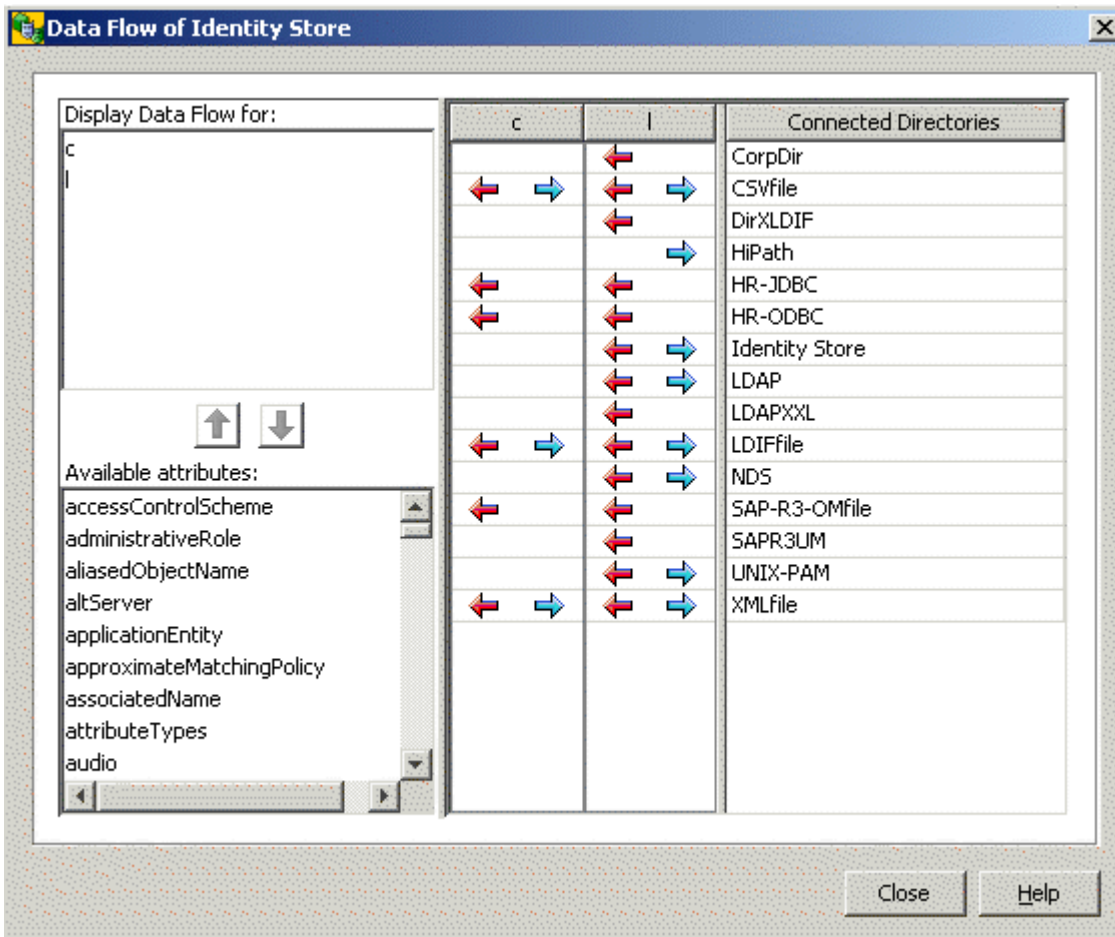 Data Flow of Identity Store
Display Data Flow for:
c
l
Available attributes:
accessControlScheme
administrativeRole
aliasedObjectName
altServer
applicationEntity
approximateMatchingPolicy
associatedName
attributeTypes
audio
c l Connected Directories
CorpDir
CSVfile
DirXLDIF
HiPath
HR-JDBC
HR-ODBC
Identity Store
LDAP
LDAPXXL
LDIFfile
NDS
SAP-R3-OMfile
SAPR3UM
UNIX-PAM
XMLfile
Close Help